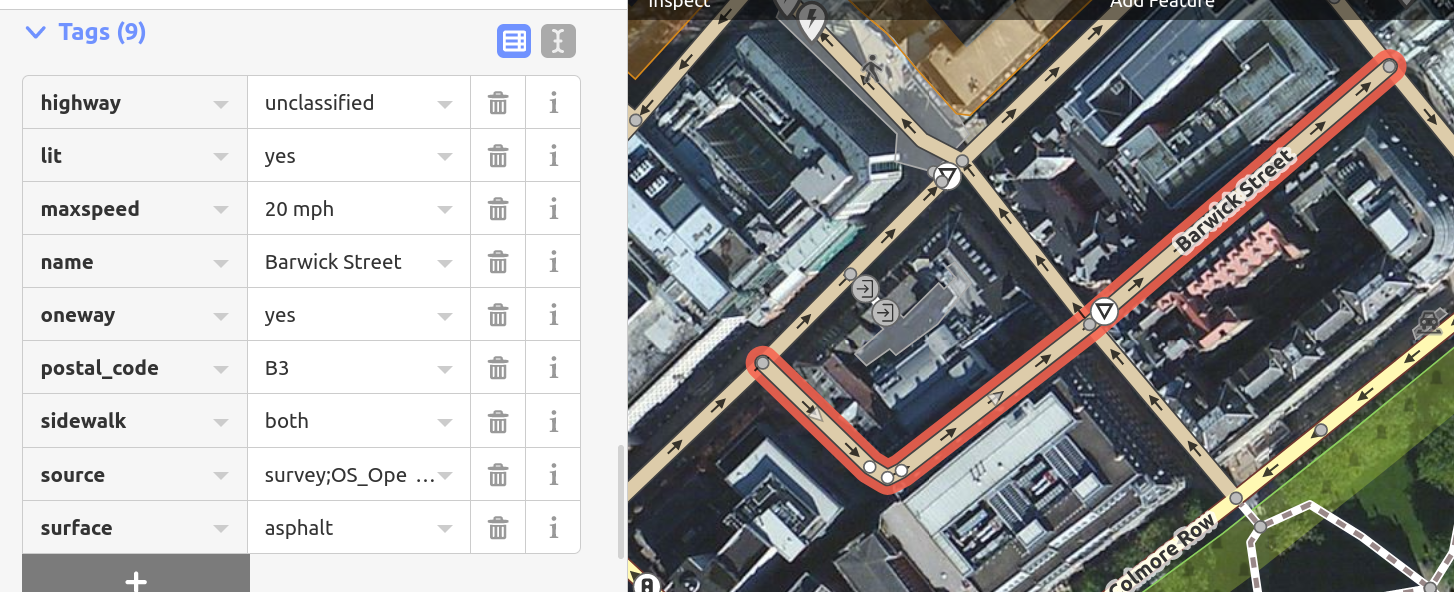 Inspect
Add Feature
Tags (9)
highway unclassified
lit yes
maxspeed 20 mph
name Barwick Street
oneway yes
postal_code B3
sidewalk both
source survey;OS_Ope …
surface asphalt
+
Barwick Street
Colmore Row